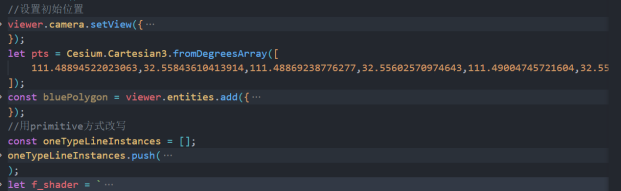 //设置初始位置
viewer.camera.setView({…
});
let pts = Cesium.Cartesian3.fromDegreesArray([
111.48894522023063,32.55843610413914,111.48869238776277,32.55602570974643,111.49004745721604,32.55
]);
const bluePolygon = viewer.entities.add({…
});
//用primitive方式改写
const oneTypeLineInstances = [];
oneTypeLineInstances.push(…
);
let f_shader = `…